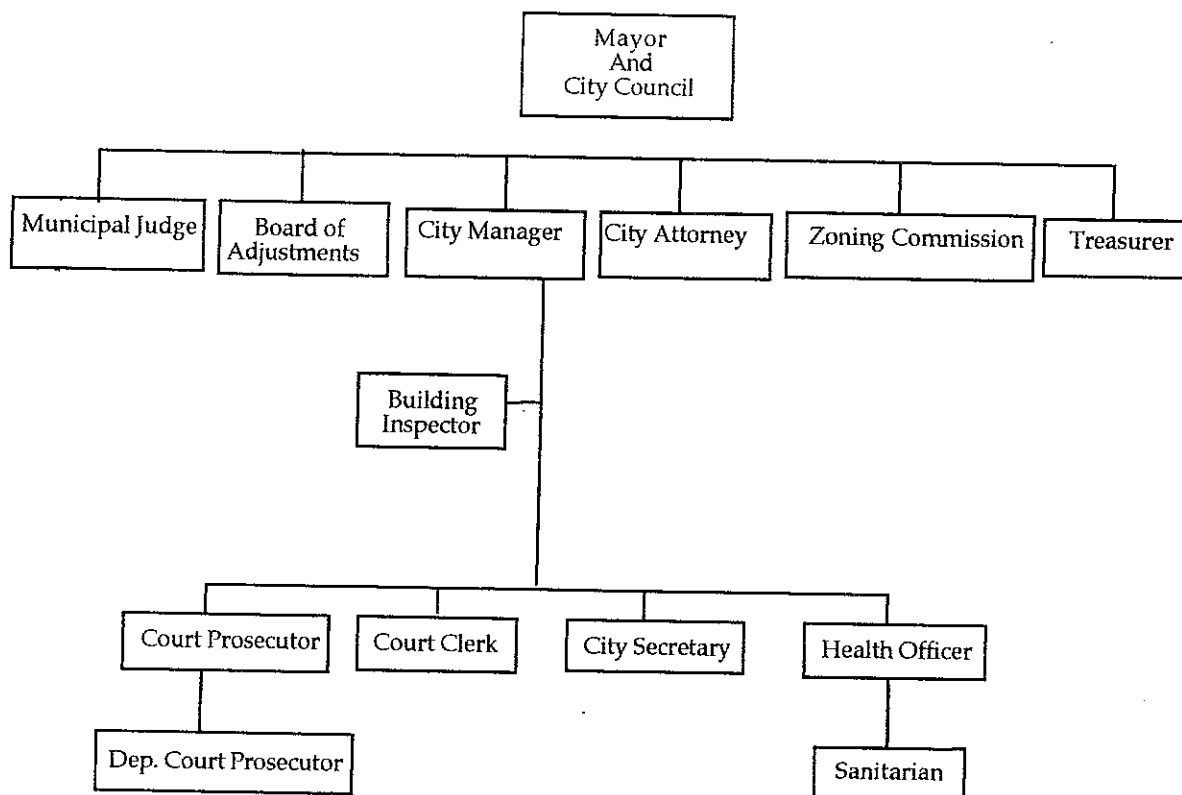 Mayor
And
City Council
Municipal Judge
Board of
Adjustments
City Manager
City Attorney
Zoning Commission
Treasurer
Building
Inspector
Court Prosecutor
Court Clerk
City Secretary
Health Officer
Dep. Court Prosecutor
Sanitarian